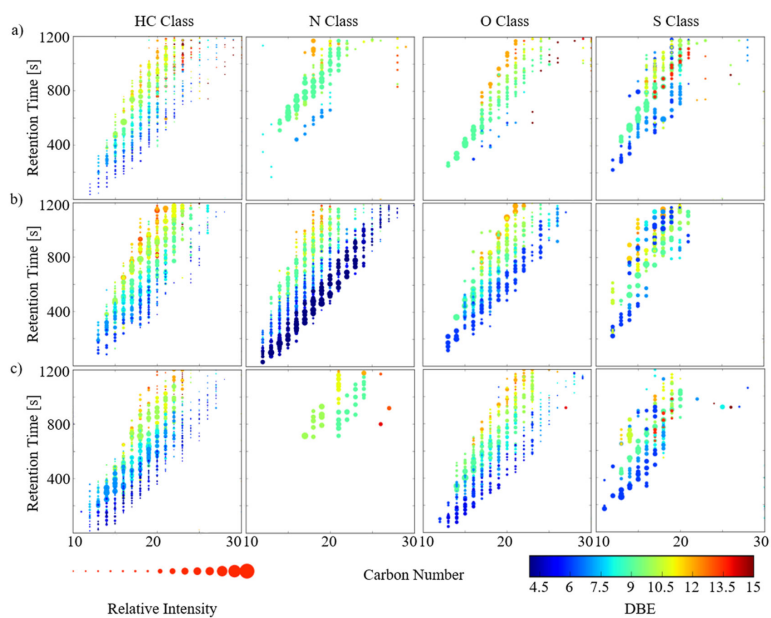 HC Class N Class O Class S Class
a)
1200
800
400
Retention Time [s]
b)
1200
800
400
Retention Time [s]
c)
1200
800
400
Retention Time [s]
10 20 30 10 20 30 10 20 30 10 20 30
Carbon Number
Relative Intensity
4.5 6 7.5 9 10.5 12 13.5 15
DBE